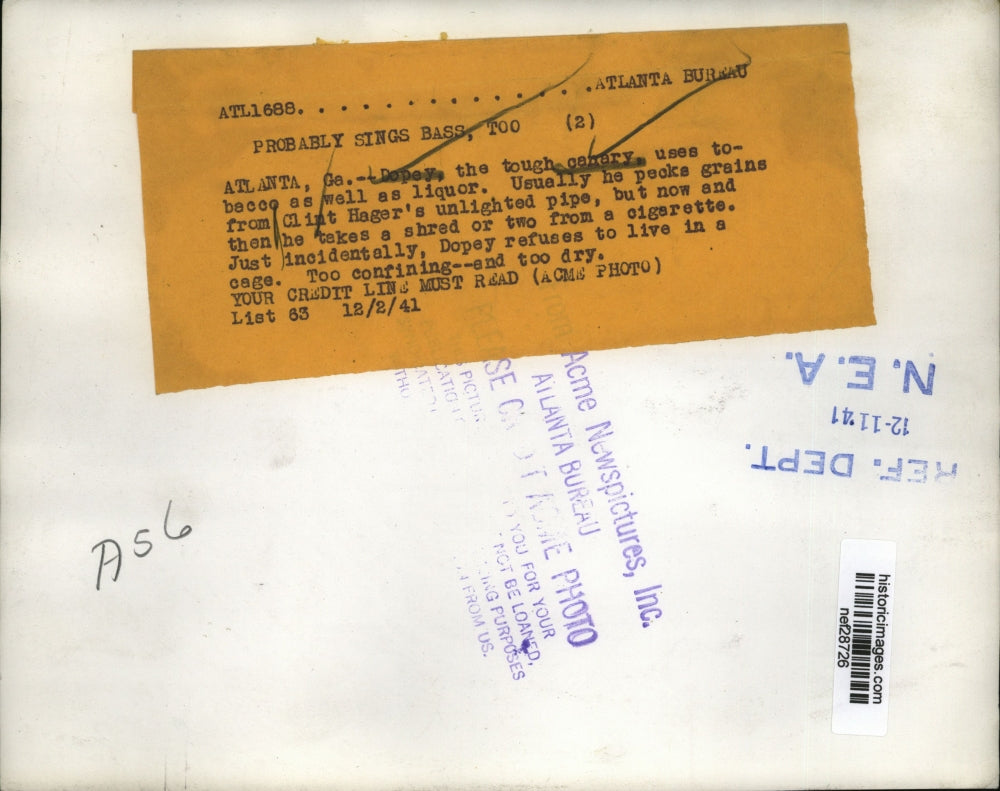 ATL1688. . . . . . . . . . . . . . .ATLANTA BUREAU
PROBABLY SINGS BASS, TOO (2)
ATLANTA, Ga.--Dopey, the tough canary, uses to-
bacco as well as liquor. Usually he pecks grains
from Clint Hager's unlighted pipe, but now and
then he takes a shred or two from a cigarette.
Just incidentally, Dopey refuses to live in a
cage. Too confining--and too dry.
YOUR CREDIT LINE MUST READ (ACME PHOTO)
List 63 12/2/41
Acme Newspictures, Inc.
ATLANTA BUREAU
ACME PHOTO
YOU FOR YOUR
NOT BE LOANED,
PURPOSES
FROM US.
N.E.A.
12-11-41
REF. DEPT.
A56
historicimages.com
nef28726